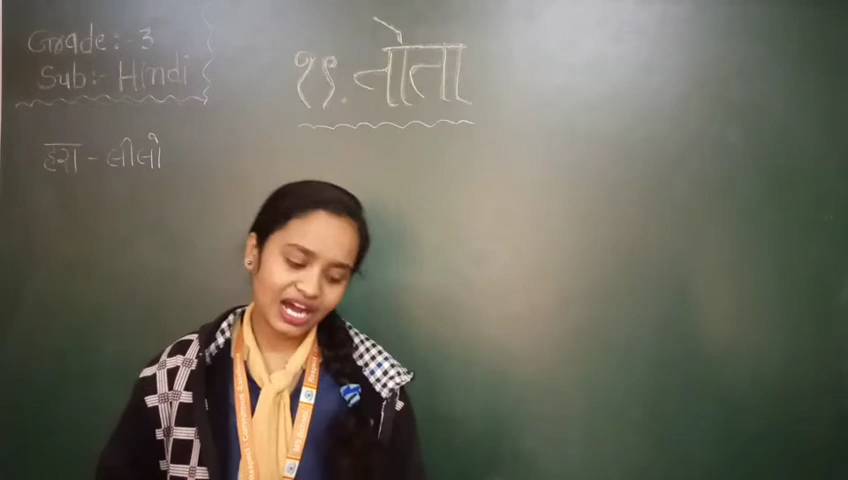 Grade:- 3
Sub:- Hindi
११. तोता
हरा - લીલો